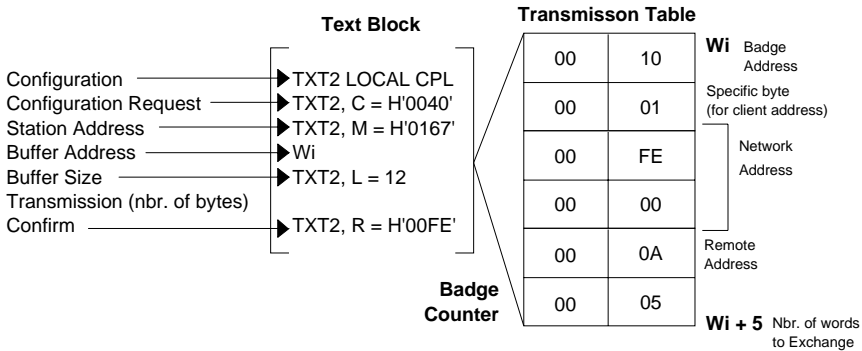 Text Block
Transmisson Table
Configuration
TXT2 LOCAL CPL
Configuration Request
TXT2, C = H'0040'
Station Address
TXT2, M = H'0167'
Buffer Address
Wi
Buffer Size
TXT2, L = 12
Transmission (nbr. of bytes)
Confirm
TXT2, R = H'00FE'
00 10
Wi Badge
Address
00 01
Specific byte
(for client address)
00 FE
Network
Address
00 00
00 0A
Remote
Address
Badge
Counter
00 05
Wi + 5 Nbr. of words
to Exchange